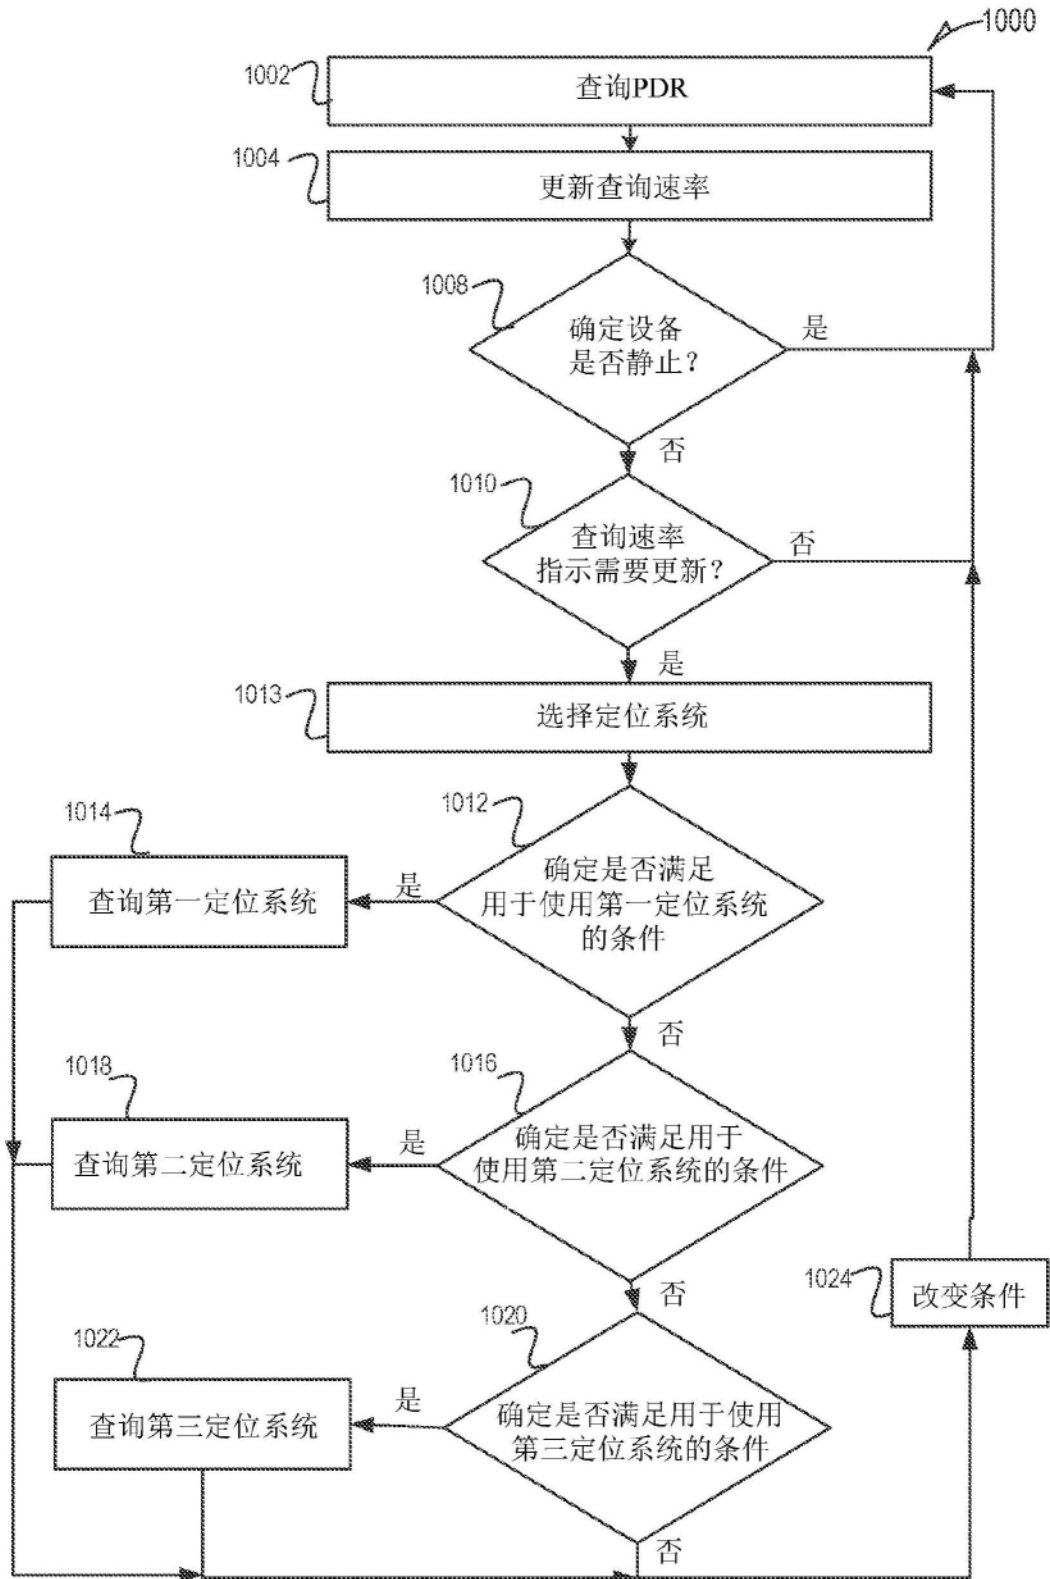 1000
1002
查询PDR
1004
更新查询速率
1008
确定设备
是否静止？
是
否
1010
查询速率
指示需要更新？
否
是
1013
选择定位系统
1012
确定是否满足
用于使用第一定位系统
的条件
是
1014
查询第一定位系统
否
1016
确定是否满足用于
使用第二定位系统的条件
是
1018
查询第二定位系统
否
1020
确定是否满足用于使用
第三定位系统的条件
是
1022
查询第三定位系统
否
1024
改变条件